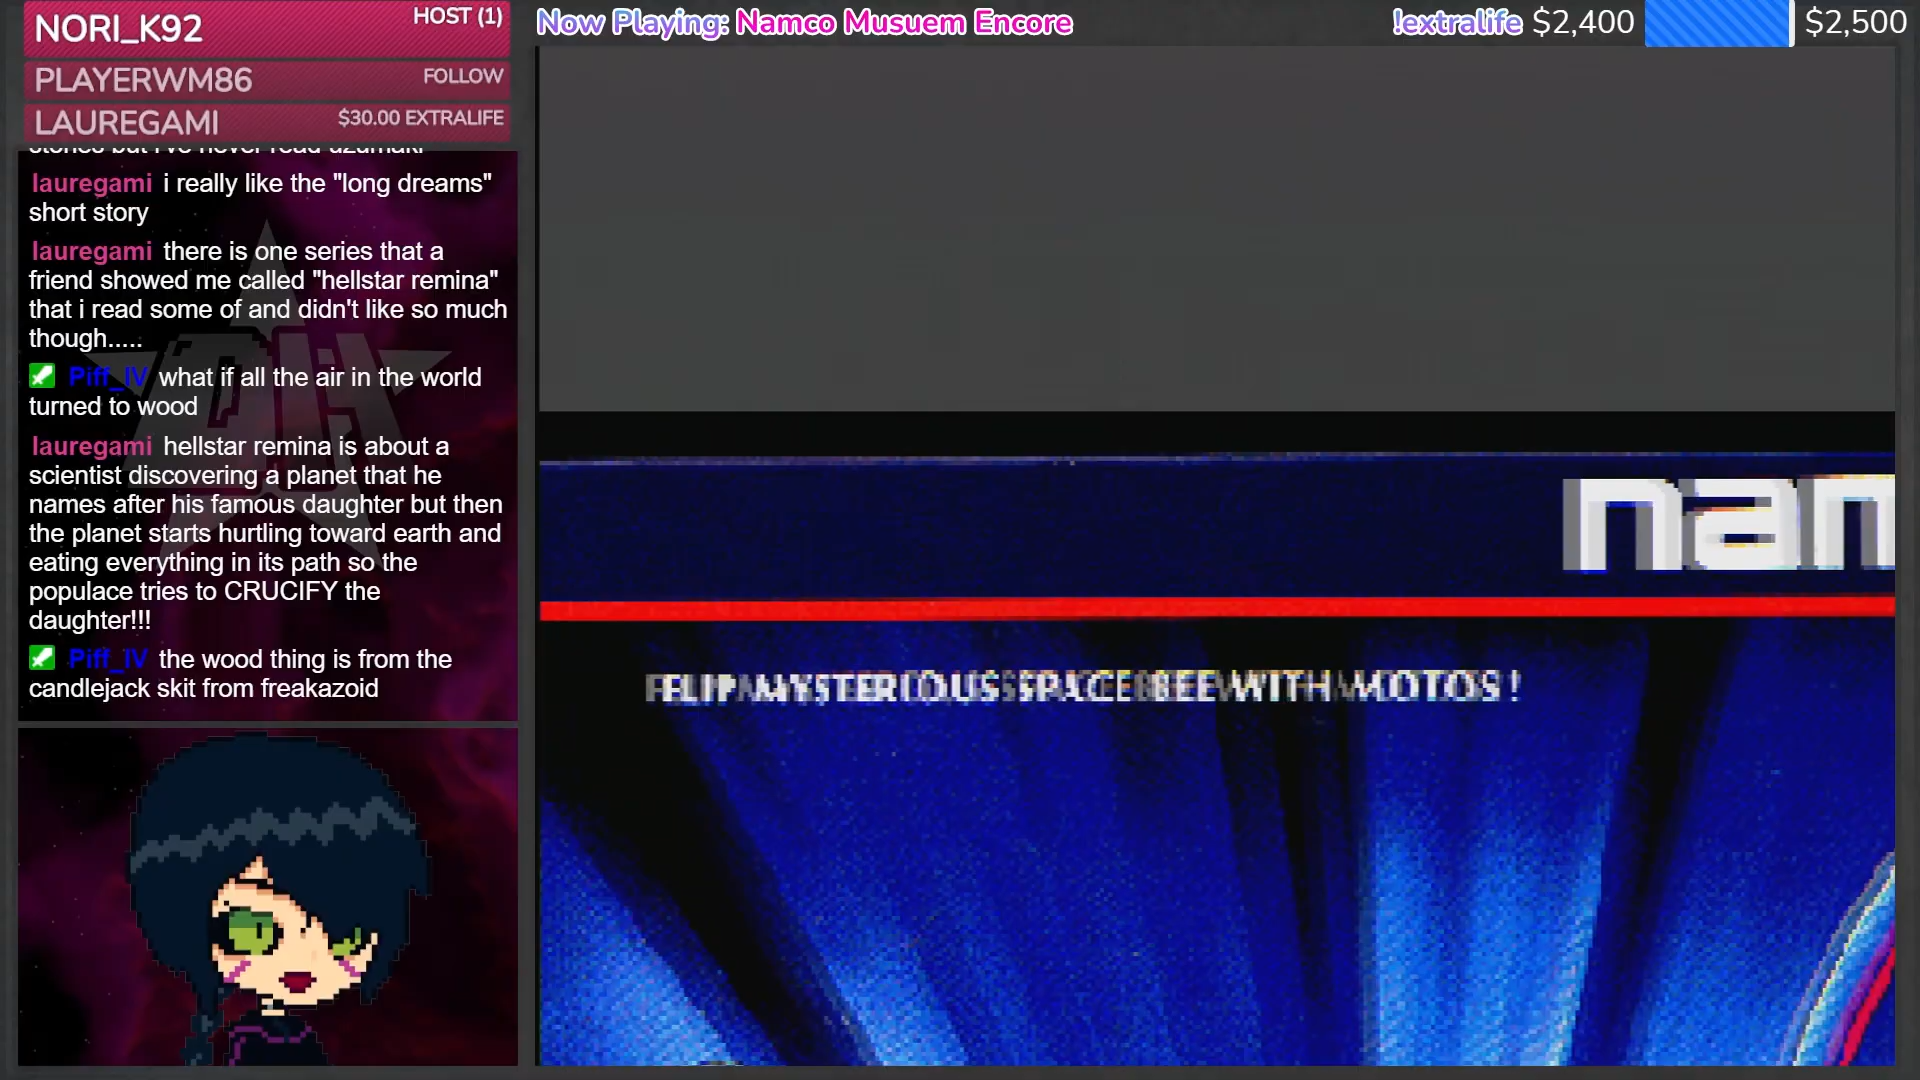 NORI_K92 HOST (1)
PLAYERWM86 FOLLOW
LAUREGAMI $30.00 EXTRALIFE
Now Playing: Namco Musuem Encore
!extralife $2,400 $2,500
stories but i've never read uzumaki
lauregami i really like the "long dreams"
short story
lauregami there is one series that a
friend showed me called "hellstar remina"
that i read some of and didn't like so much
though.....
Piff_IV what if all the air in the world
turned to wood
lauregami hellstar remina is about a
scientist discovering a planet that he
names after his famous daughter but then
the planet starts hurtling toward earth and
eating everything in its path so the
populace tries to CRUCIFY the
daughter!!!
Piff_IV the wood thing is from the
candlejack skit from freakazoid
nam
MYSTERIOUS SPACE BEE WITH